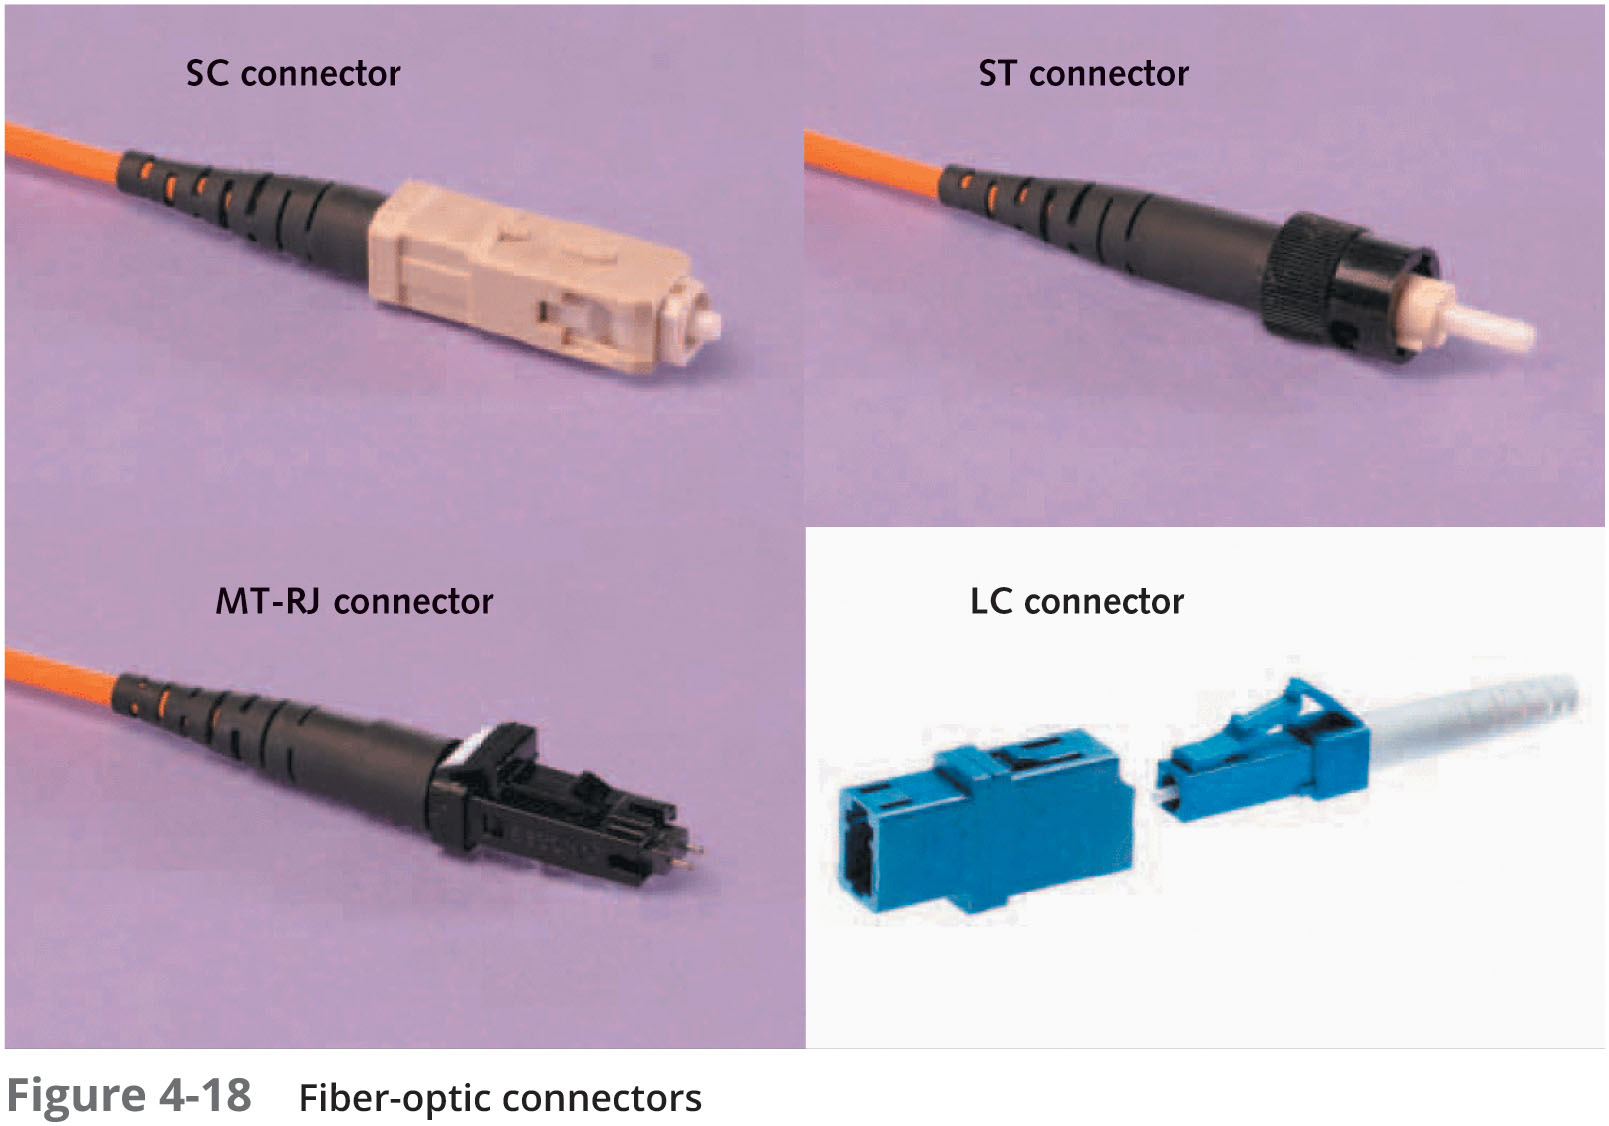 SC connector
ST connector
MT-RJ connector
LC connector
Figure 4-18 Fiber-optic connectors